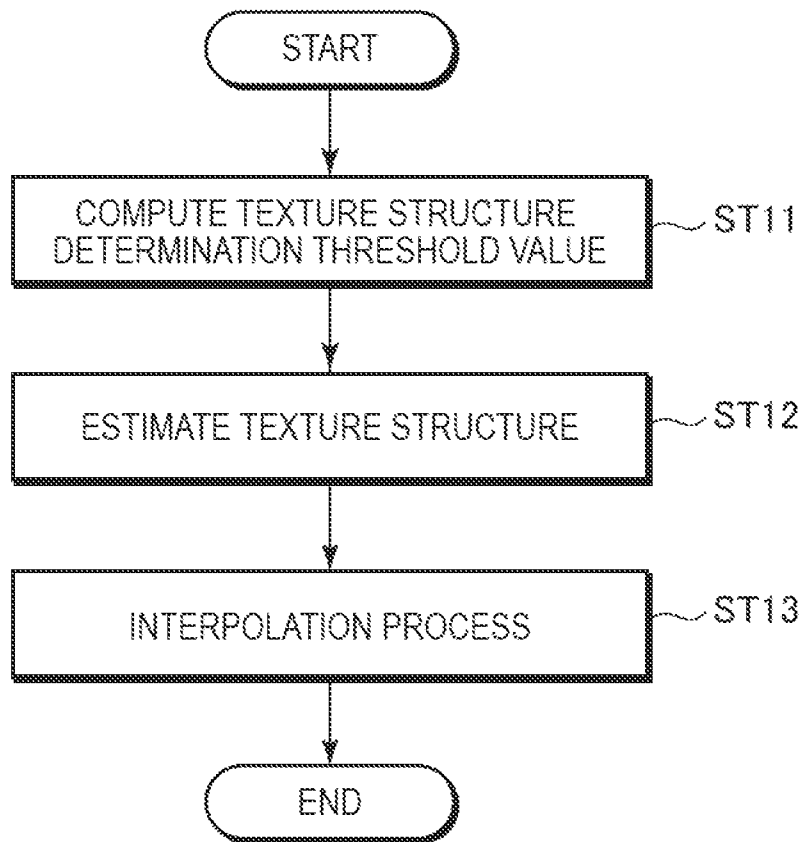 START
COMPUTE TEXTURE STRUCTURE
DETERMINATION THRESHOLD VALUE
ST11
ESTIMATE TEXTURE STRUCTURE
ST12
INTERPOLATION PROCESS
ST13
END